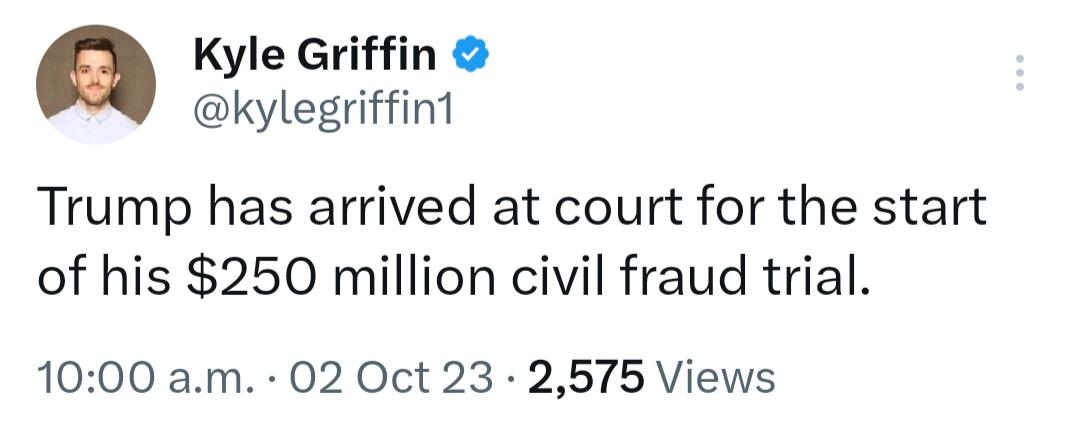 Kyle Griffin
@kylegriffin1
Trump has arrived at court for the start
of his $250 million civil fraud trial.
10:00 a.m. · 02 Oct 23 · 2,575 Views